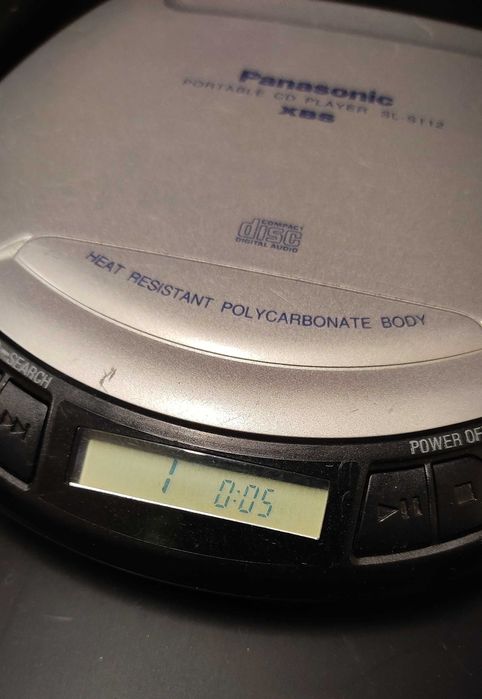 Panasonic
PORTABLE CD PLAYER SL-S112
XBS
COMPACT
disc
DIGITAL AUDIO
HEAT RESISTANT POLYCARBONATE BODY
SEARCH
POWER OF
1 0:05